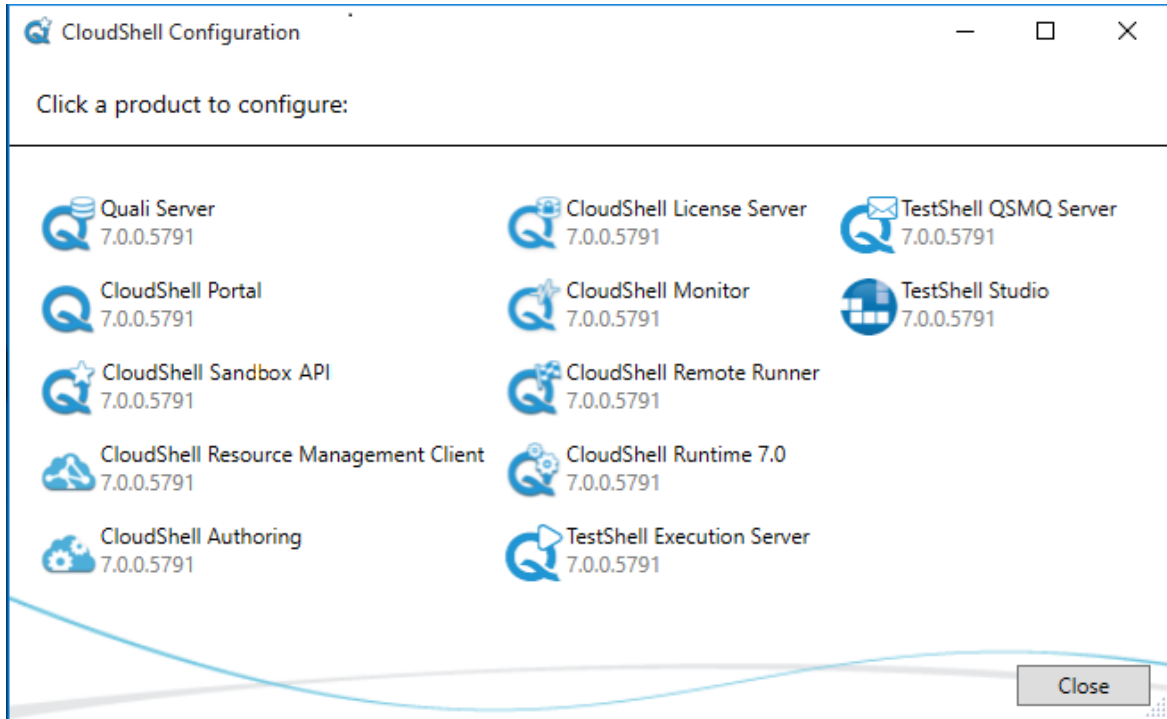 CloudShell Configuration
Click a product to configure:
Quali Server
7.0.0.5791
CloudShell Portal
7.0.0.5791
CloudShell Sandbox API
7.0.0.5791
CloudShell Resource Management Client
7.0.0.5791
CloudShell Authoring
7.0.0.5791
CloudShell License Server
7.0.0.5791
CloudShell Monitor
7.0.0.5791
CloudShell Remote Runner
7.0.0.5791
CloudShell Runtime 7.0
7.0.0.5791
TestShell Execution Server
7.0.0.5791
TestShell QSMQ Server
7.0.0.5791
TestShell Studio
7.0.0.5791
Close